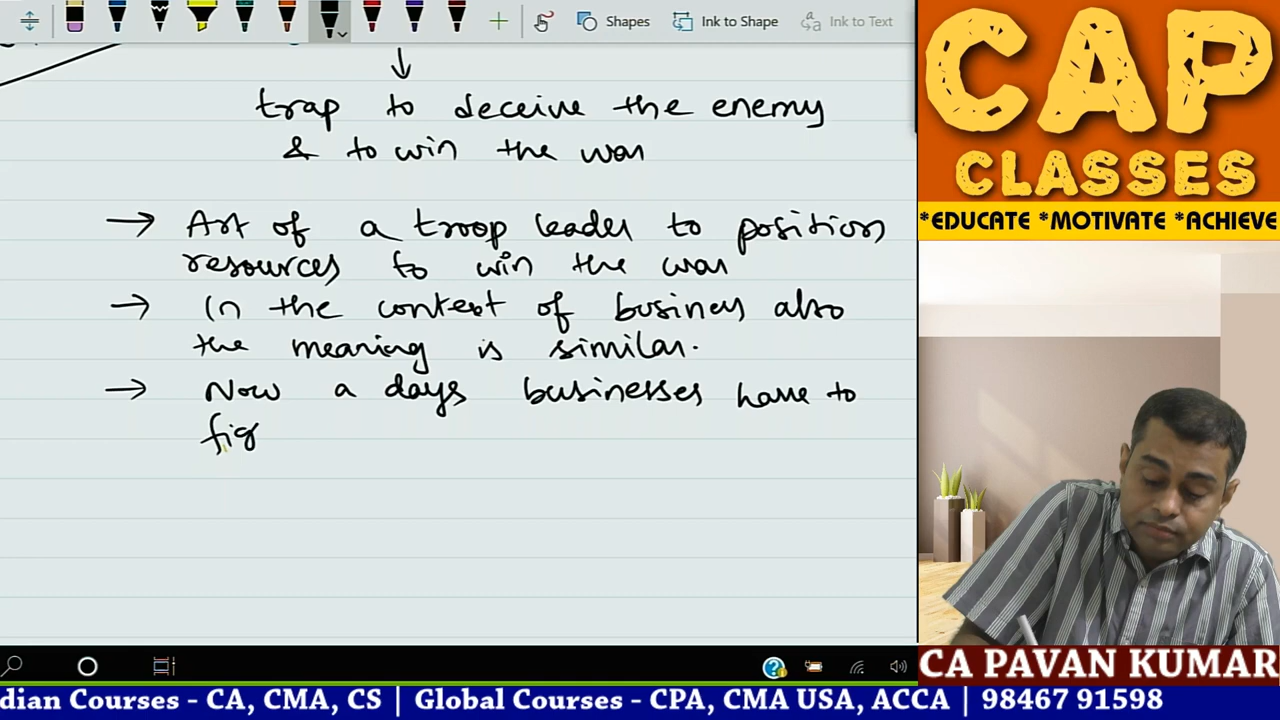 Shapes
Ink to Shape
Ink to Text
trap to deceive the enemy
& to win the war
→ Art of a troop leader to position
resources to win the war
→ In the context of business also
the meaning is similar.
→ Now a days businesses have to
fig
CAP
CLASSES
*EDUCATE *MOTIVATE *ACHIEVE
CA PAVAN KUMAR
dian Courses - CA, CMA, CS | Global Courses - CPA, CMA USA, ACCA | 98467 91598